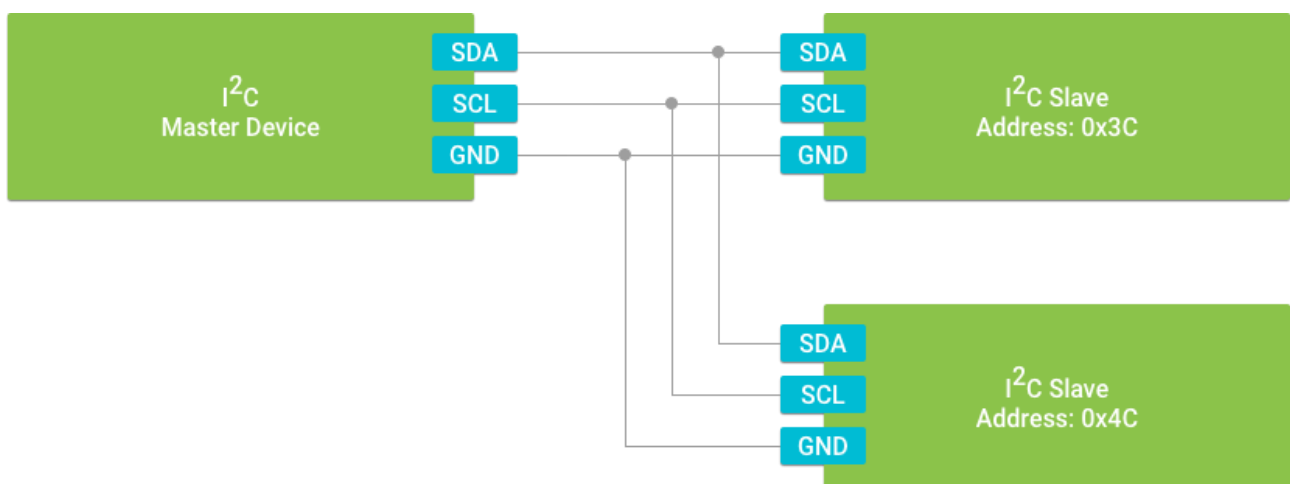 I²C
Master Device
SDA
SCL
GND
SDA
SCL
GND
I²C Slave
Address: 0x3C
SDA
SCL
GND
I²C Slave
Address: 0x4C